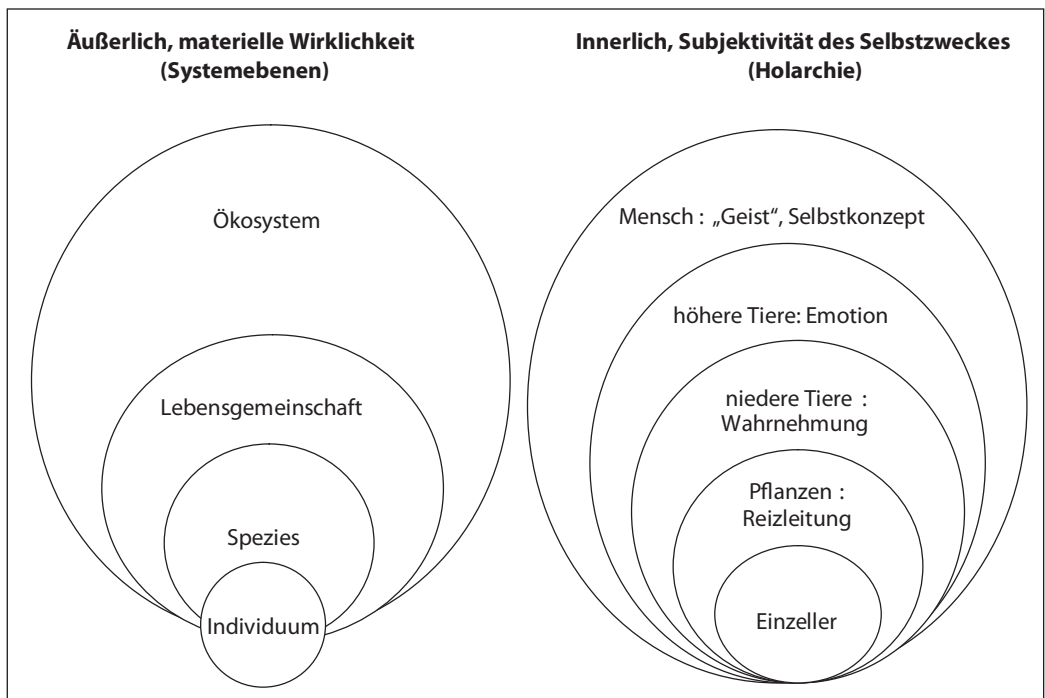 Äußerlich, materielle Wirklichkeit
(Systemebenen)
Ökosystem
Lebensgemeinschaft
Spezies
Individuum
Innerlich, Subjektivität des Selbstzweckes
(Holarchie)
Mensch : „Geist“, Selbstkonzept
höhere Tiere: Emotion
niedere Tiere :
Wahrnehmung
Pflanzen :
Reizleitung
Einzeller